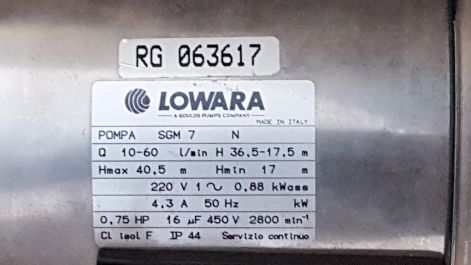 RG 063617
LOWARA
A GOULDS PUMPS COMPANY
MADE IN ITALY
POMPA SGM 7 N
Q 10-60 l/min H 36,5-17,5 m
Hmax 40,5 m Hmin 17 m
220 V 1 ~ 0,88 kWass
4,3 A 50 Hz kW
0,75 HP 16 µF 450 V 2800 min⁻¹
Cl isol F IP 44 Servizio continuo